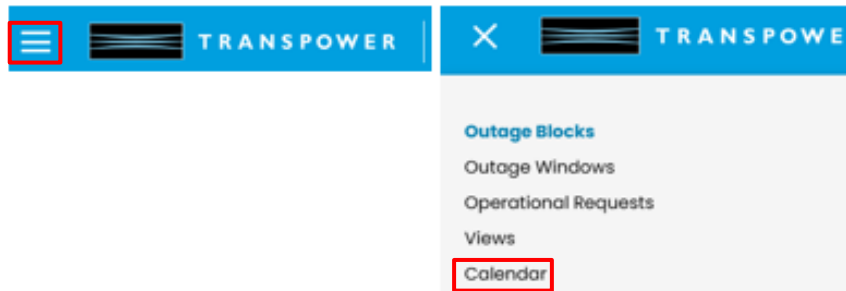 TRANSPOWER
TRANSPOWE
Outage Blocks
Outage Windows
Operational Requests
Views
Calendar